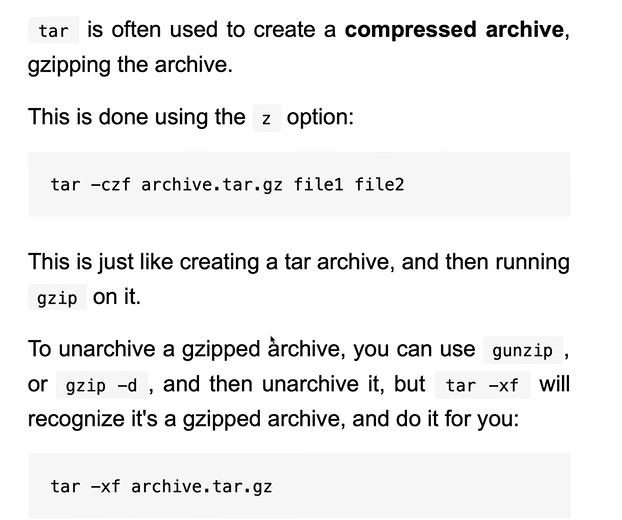 tar is often used to create a compressed archive,
gzipping the archive.
This is done using the z option:
tar -czf archive.tar.gz file1 file2
This is just like creating a tar archive, and then running
gzip on it.
To unarchive a gzipped archive, you can use gunzip ,
or gzip -d , and then unarchive it, but tar -xf will
recognize it's a gzipped archive, and do it for you:
tar -xf archive.tar.gz